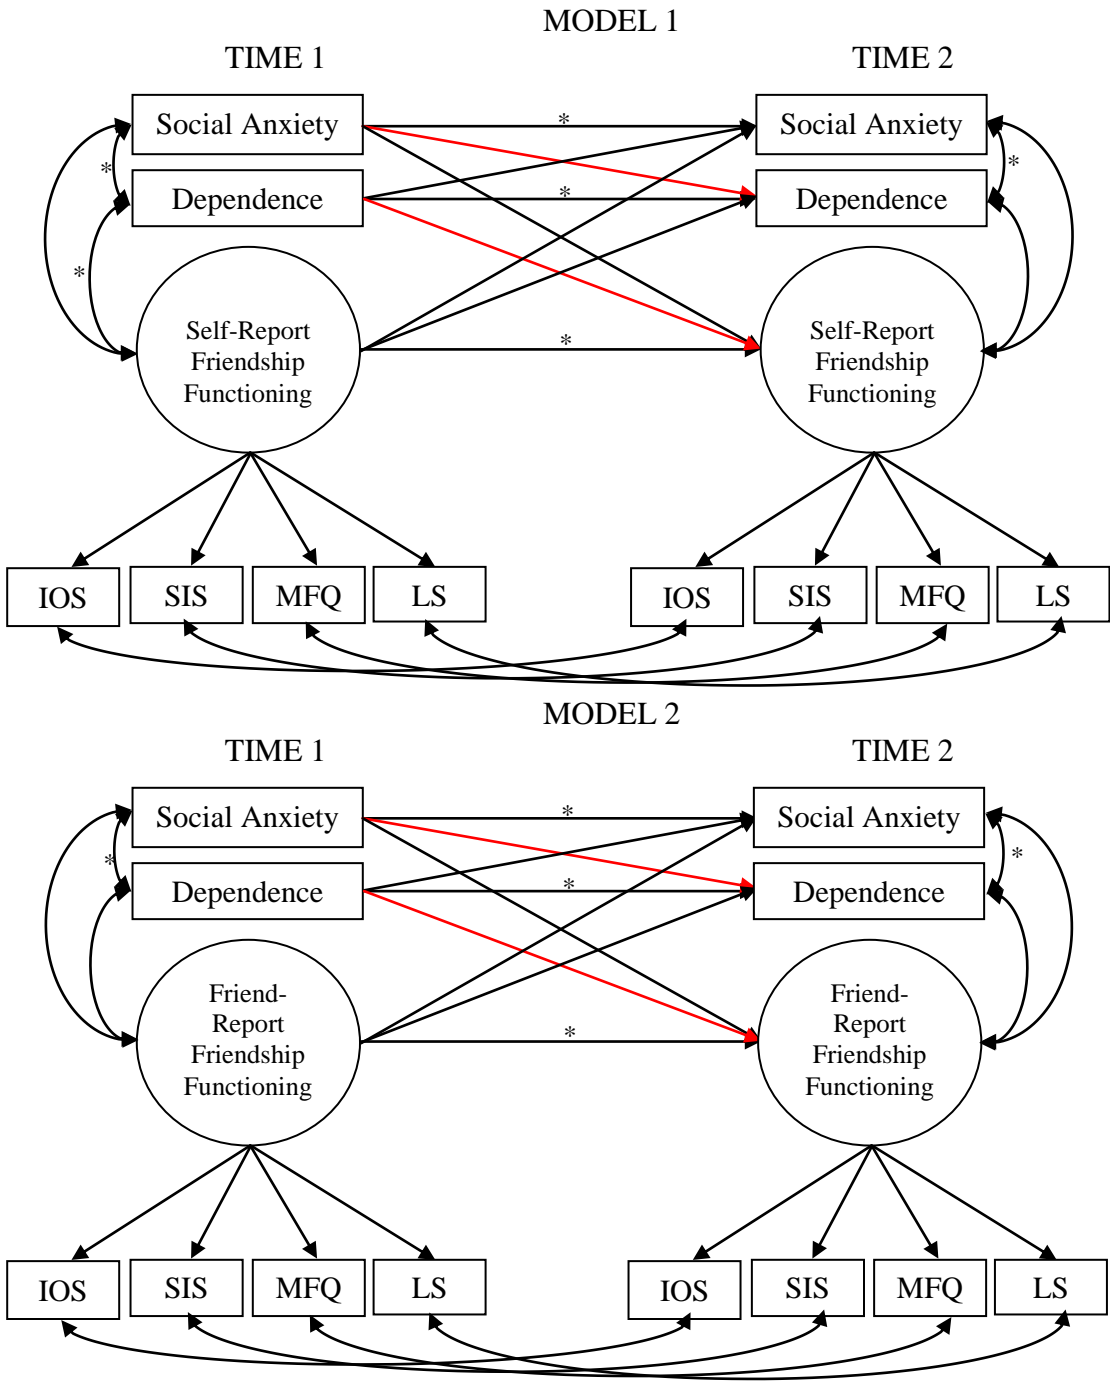 MODEL 1
TIME 1 TIME 2
Social Anxiety * Social Anxiety
* *
Dependence * Dependence
*
Self-Report
Friendship
Functioning
*
Self-Report
Friendship
Functioning
IOS SIS MFQ LS IOS SIS MFQ LS
MODEL 2
TIME 1 TIME 2
Social Anxiety * Social Anxiety
* *
Dependence * Dependence
Friend-
Report
Friendship
Functioning
*
Friend-
Report
Friendship
Functioning
IOS SIS MFQ LS IOS SIS MFQ LS